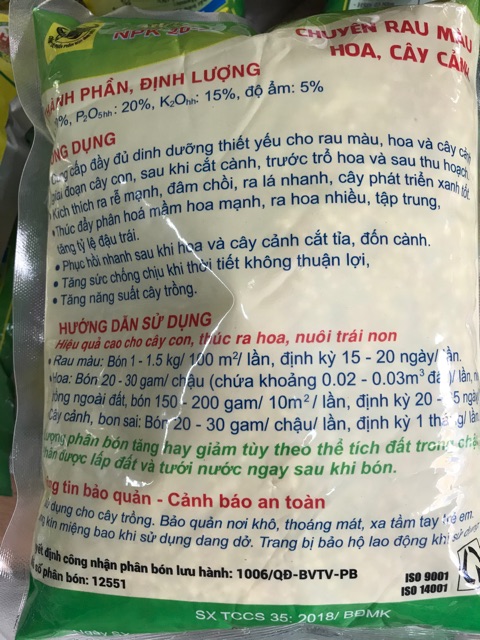 NPK 20
CHUYÊN RAU MÀU
HOA, CÂY CẢNH
THÀNH PHẦN, ĐỊNH LƯỢNG
%, P₂O₅hh: 20%, K₂Ohh: 15%, độ ẩm: 5%
CÔNG DỤNG
Cung cấp đầy đủ dinh dưỡng thiết yếu cho rau màu, hoa và cây cảnh
giai đoạn cây con, sau khi cắt cành, trước trổ hoa và sau thu hoạch.
•Kích thích ra rễ mạnh, đâm chồi, ra lá nhanh, cây phát triển xanh tốt.
•Thúc đẩy phân hoá mầm hoa mạnh, ra hoa nhiều, tập trung,
tăng tỷ lệ đậu trái.
• Phục hồi nhanh sau khi hoa và cây cảnh cắt tỉa, đốn cành.
• Tăng sức chống chịu khi thời tiết không thuận lợi,
• Tăng năng suất cây trồng.
HƯỚNG DẪN SỬ DỤNG
Hiệu quả cao cho cây con, thúc ra hoa, nuôi trái non
• Rau màu: Bón 1 - 1.5 kg/ 100 m²/ lần, định kỳ 15 - 20 ngày/ lần.
•Hoa: Bón 20 - 30 gam/ chậu (chứa khoảng 0.02 - 0.03m³ đất)/ lần,
trồng ngoài đất, bón 150 - 200 gam/ 10m² / lần, định kỳ 20 - 25 ngày/
Cây cảnh, bon sai: Bón 20 - 30 gam/ chậu/ lần, định kỳ 1 tháng/ lần
Lượng phân bón tăng hay giảm tùy theo thể tích đất trong chậu
phân được lấp đất và tưới nước ngay sau khi bón.
Thông tin bảo quản - Cảnh báo an toàn
sử dụng cho cây trồng. Bảo quản nơi khô, thoáng mát, xa tầm tay trẻ em.
kín miệng bao khi sử dụng dang dở. Trang bị bảo hộ lao động khi sử dụng
Quyết định công nhận phân bón lưu hành: 1006/QĐ-BVTV-PB
số phân bón: 12551
ISO 9001
ISO 14001
SX TCCS 35: 2018/ BĐMK